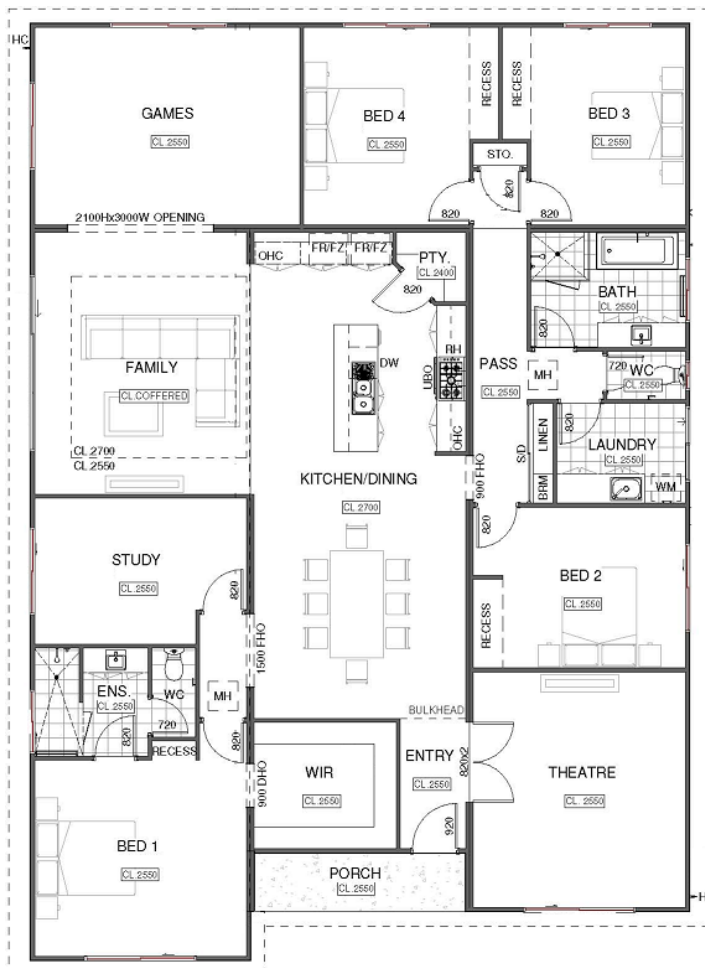 HC
GAMES
CL.2550
BED 4
CL.2550
RECESS
RECESS
BED 3
CL.2550
STO.
820
820
820
2100Hx3000W OPENING
OHC
FR/FZ
FR/FZ
PTY.
CL.2400
820
BATH
CL.2550
820
FAMILY
CL.COFFERED
CL.2700
CL.2550
DW
RH
UBO
OHC
PASS
CL.2550
MH
720
WC
CL.2550
820
LAUNDRY
CL.2550
LINEN
BRM
S/D
WM
KITCHEN/DINING
CL.2700
900 FHO
820
STUDY
CL.2550
820
BED 2
CL.2550
RECESS
1500 FHO
ENS.
CL.2550
WC
720
820
MH
RECESS
820
BULKHEAD
ENTRY
CL.2550
820x2
920
WIR
CL.2550
900 DHO
THEATRE
CL.2550
BED 1
CL.2550
PORCH
CL.2550
H